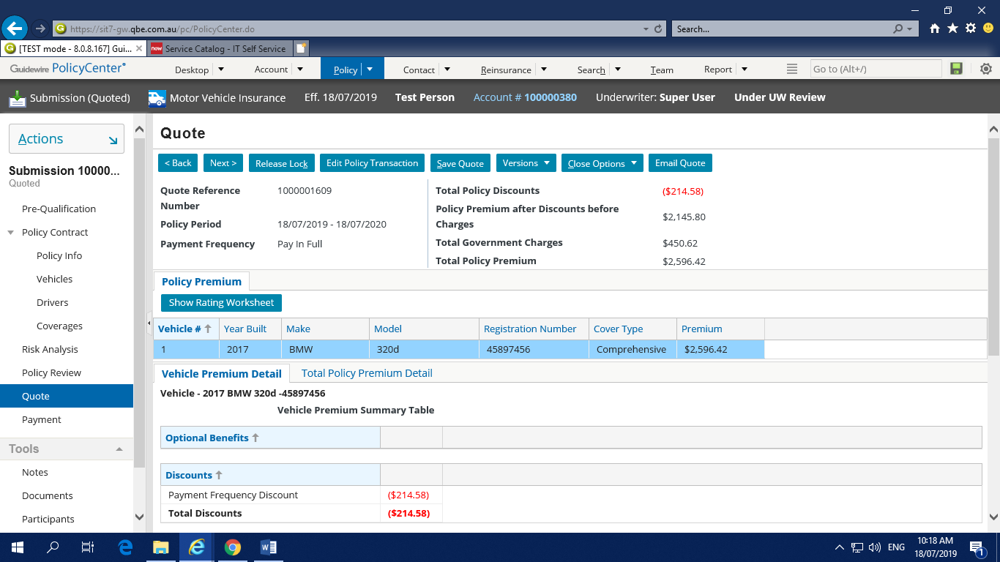 https://sit7-gw.qbe.com.au/pc/PolicyCenter.do
Search...
[TEST mode - 8.0.8.167] Gui...
now Service Catalog - IT Self Service
Guidewire PolicyCenter
Desktop
Account
Policy
Contact
Reinsurance
Search
Team
Report
Go to (Alt+/)
Submission (Quoted)
Motor Vehicle Insurance
Eff. 18/07/2019
Test Person
Account # 100000380
Underwriter: Super User
Under UW Review
Actions
Submission 10000...
Quoted
Pre-Qualification
Policy Contract
Policy Info
Vehicles
Drivers
Coverages
Risk Analysis
Policy Review
Quote
Payment
Tools
Notes
Documents
Participants
Quote
< Back
Next >
Release Lock
Edit Policy Transaction
Save Quote
Versions
Close Options
Email Quote
Quote Reference Number 1000001609
Policy Period 18/07/2019 - 18/07/2020
Payment Frequency Pay In Full
Total Policy Discounts ($214.58)
Policy Premium after Discounts before Charges $2,145.80
Total Government Charges $450.62
Total Policy Premium $2,596.42
Policy Premium
Show Rating Worksheet
Vehicle # Year Built Make Model Registration Number Cover Type Premium
1 2017 BMW 320d 45897456 Comprehensive $2,596.42
Vehicle Premium Detail
Total Policy Premium Detail
Vehicle - 2017 BMW 320d -45897456
Vehicle Premium Summary Table
Optional Benefits
Discounts
Payment Frequency Discount ($214.58)
Total Discounts ($214.58)
ENG
10:18 AM
18/07/2019
1